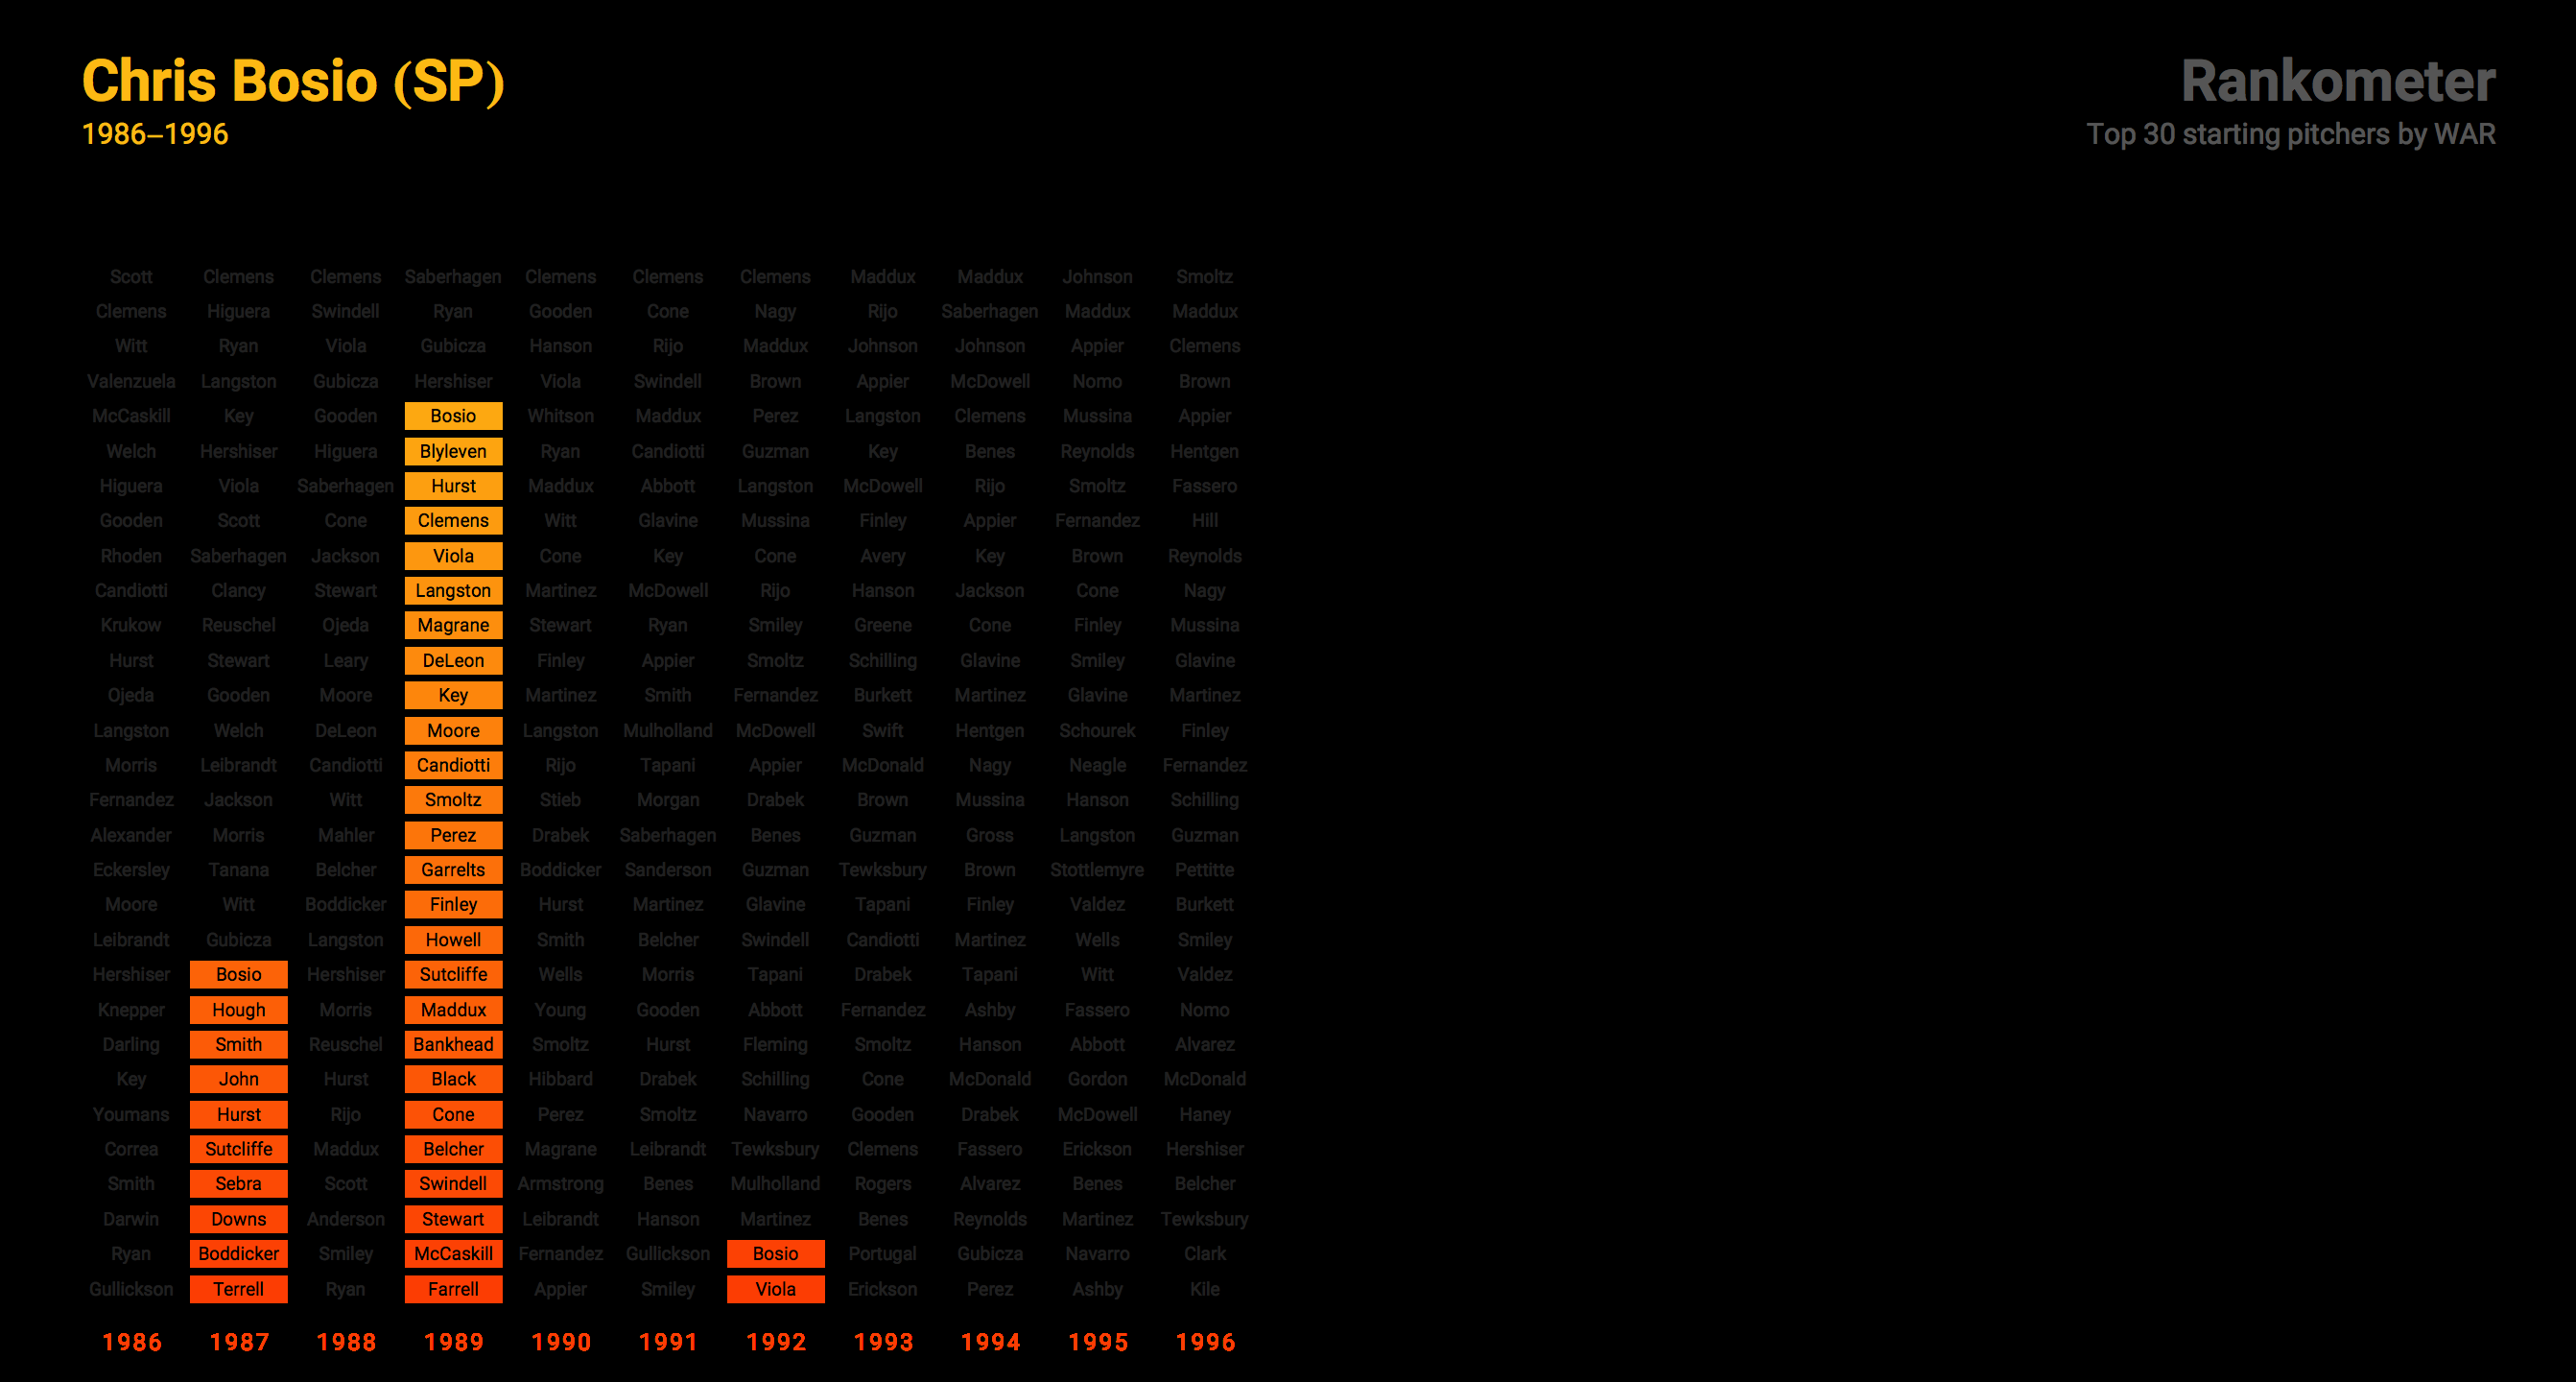 Chris Bosio (SP)
1986–1996
Rankometer
Top 30 starting pitchers by WAR
Scott Clemens Clemens Saberhagen Clemens Clemens Clemens Maddux Maddux Johnson Smoltz
Clemens Higuera Swindell Ryan Gooden Cone Nagy Rijo Saberhagen Maddux Maddux
Witt Ryan Viola Gubicza Hanson Rijo Maddux Johnson Johnson Appier Clemens
Valenzuela Langston Gubicza Hershiser Viola Swindell Brown Appier McDowell Nomo Brown
McCaskill Key Gooden Bosio Whitson Maddux Perez Langston Clemens Mussina Appier
Welch Hershiser Higuera Blyleven Ryan Candiotti Guzman Key Benes Reynolds Hentgen
Higuera Viola Saberhagen Hurst Maddux Abbott Langston McDowell Rijo Smoltz Fassero
Gooden Scott Cone Clemens Witt Glavine Mussina Finley Appier Fernandez Hill
Rhoden Saberhagen Jackson Viola Cone Key Cone Avery Key Brown Reynolds
Candiotti Clancy Stewart Langston Martinez McDowell Rijo Hanson Jackson Cone Nagy
Krukow Reuschel Ojeda Magrane Stewart Ryan Smiley Greene Cone Finley Mussina
Hurst Stewart Leary DeLeon Finley Appier Smoltz Schilling Glavine Smiley Glavine
Ojeda Gooden Moore Key Martinez Smith Fernandez Burkett Martinez Glavine Martinez
Langston Welch DeLeon Moore Langston Mulholland McDowell Swift Hentgen Schourek Finley
Morris Leibrandt Candiotti Candiotti Rijo Tapani Appier McDonald Nagy Neagle Fernandez
Fernandez Jackson Witt Smoltz Stieb Morgan Drabek Brown Mussina Hanson Schilling
Alexander Morris Mahler Perez Drabek Saberhagen Benes Guzman Gross Langston Guzman
Eckersley Tanana Belcher Garrelts Boddicker Sanderson Guzman Tewksbury Brown Stottlemyre Pettitte
Moore Witt Boddicker Finley Hurst Martinez Glavine Tapani Finley Valdez Burkett
Leibrandt Gubicza Langston Howell Smith Belcher Swindell Candiotti Martinez Wells Smiley
Hershiser Bosio Hershiser Sutcliffe Wells Morris Tapani Drabek Tapani Witt Valdez
Knepper Hough Morris Maddux Young Gooden Abbott Fernandez Ashby Fassero Nomo
Darling Smith Reuschel Bankhead Smoltz Hurst Fleming Smoltz Hanson Abbott Alvarez
Key John Hurst Black Hibbard Drabek Schilling Cone McDonald Gordon McDonald
Youmans Hurst Rijo Cone Perez Smoltz Navarro Gooden Drabek McDowell Haney
Correa Sutcliffe Maddux Belcher Magrane Leibrandt Tewksbury Clemens Fassero Erickson Hershiser
Smith Sebra Scott Swindell Armstrong Benes Mulholland Rogers Alvarez Benes Belcher
Darwin Downs Anderson Stewart Leibrandt Hanson Martinez Benes Reynolds Martinez Tewksbury
Ryan Boddicker Smiley McCaskill Fernandez Gullickson Bosio Portugal Gubicza Navarro Clark
Gullickson Terrell Ryan Farrell Appier Smiley Viola Erickson Perez Ashby Kile
1986 1987 1988 1989 1990 1991 1992 1993 1994 1995 1996